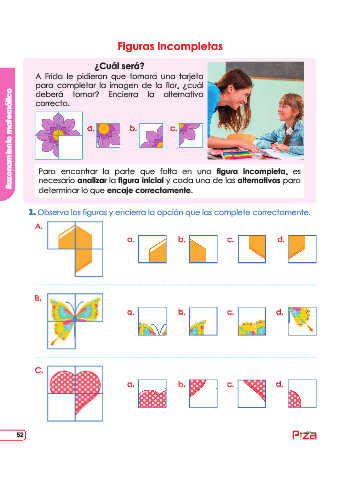 Figuras Incompletas
¿Cuál será?
A Frida le pidieron que tomara una tarjeta
para completar la imagen de la flor, ¿cuál
deberá tomar? Encierra la alternativa
correcta.
a. b. c.
Para encontrar la parte que falta en una figura incompleta, es
necesario analizar la figura inicial y cada una de las alternativas para
determinar la que encaje correctamente.
Razonamiento matemático
1. Observa las figuras y encierra la opción que las complete correctamente.
A.
a. b. c. d.
B.
a. b. c. d.
C.
a. b. c. d.
52
Piza